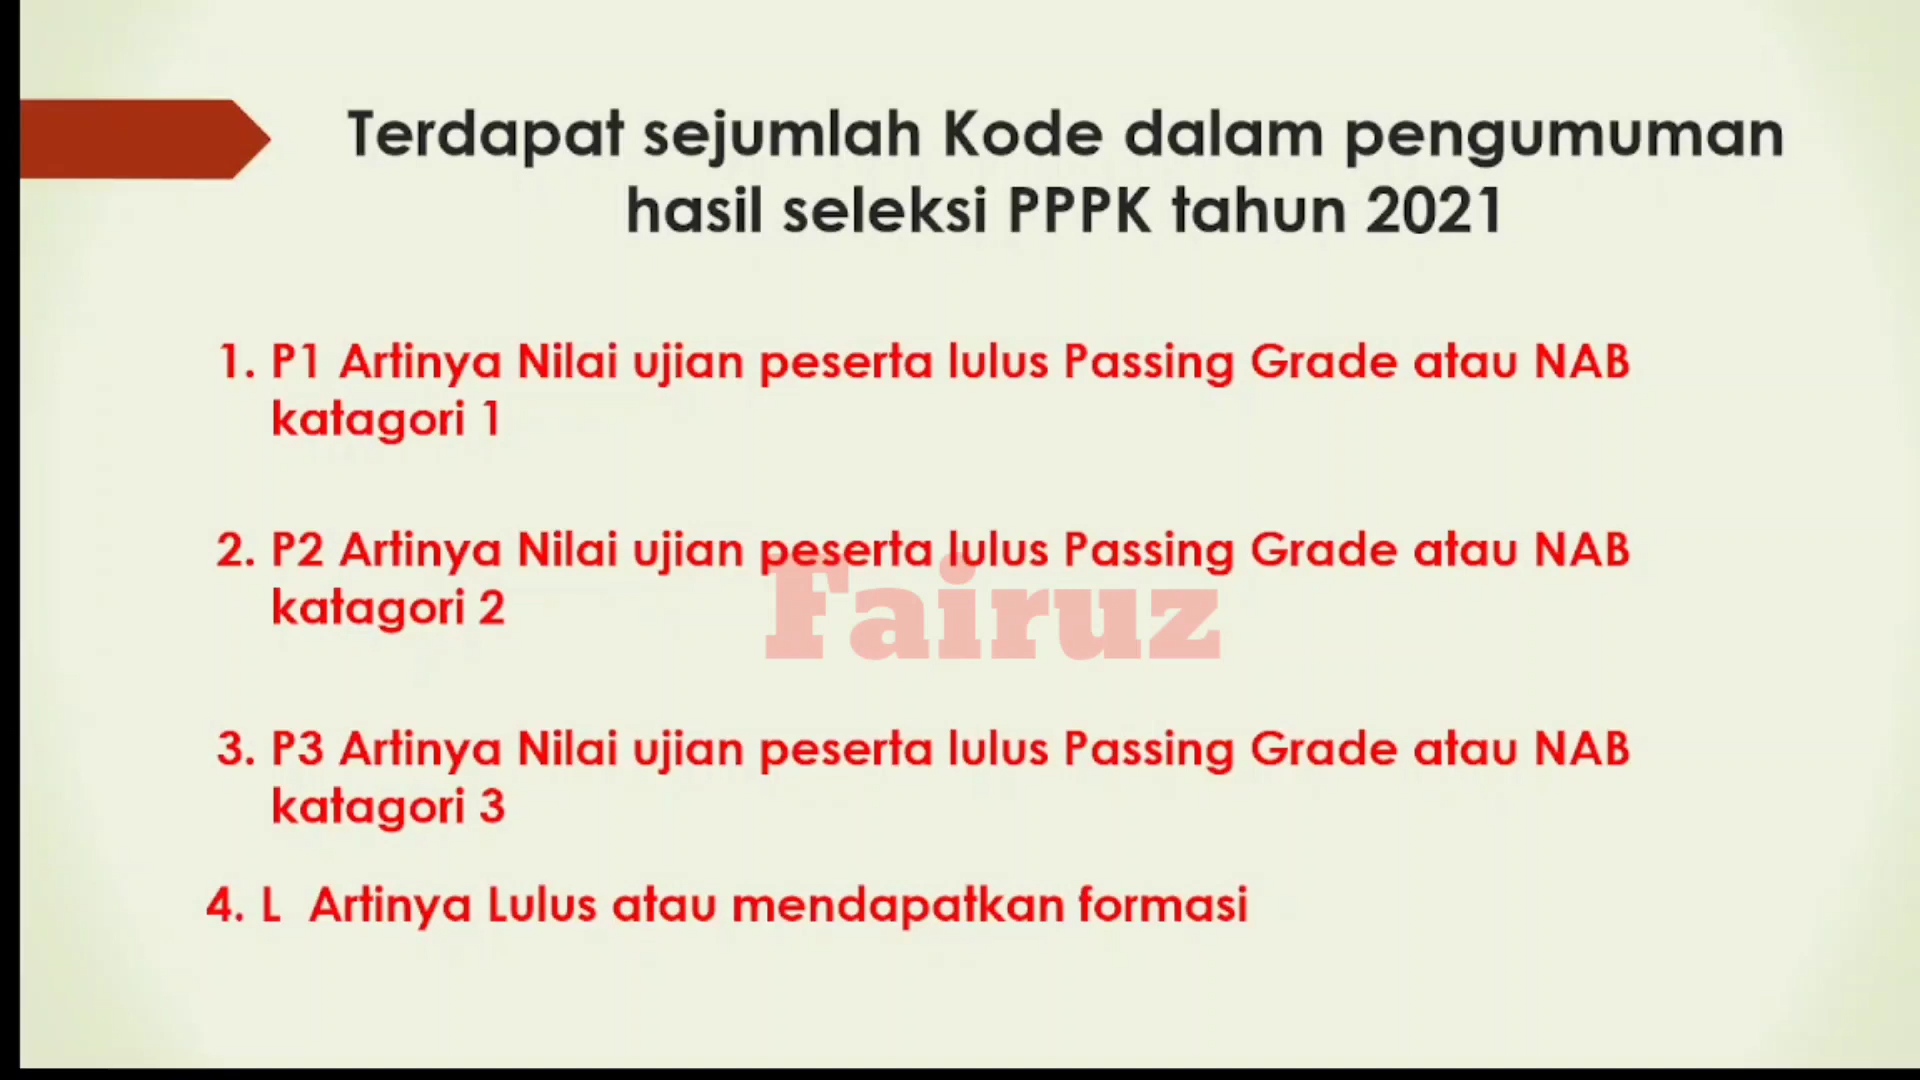 Terdapat sejumlah Kode dalam pengumuman
hasil seleksi PPPK tahun 2021
1. P1 Artinya Nilai ujian peserta lulus Passing Grade atau NAB
katagori 1
2. P2 Artinya Nilai ujian peserta lulus Passing Grade atau NAB
katagori 2
Fairuz
3. P3 Artinya Nilai ujian peserta lulus Passing Grade atau NAB
katagori 3
4. L Artinya Lulus atau mendapatkan formasi